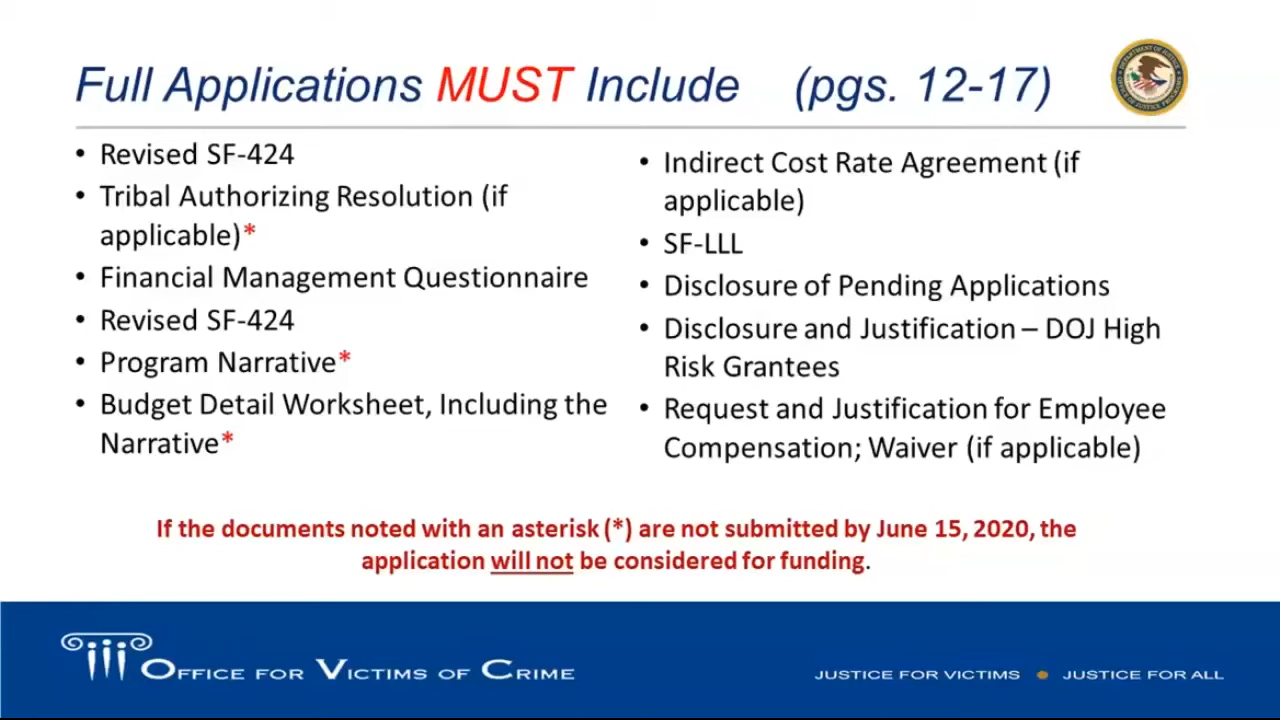 Full Applications MUST Include (pgs. 12-17)
• Revised SF-424
• Tribal Authorizing Resolution (if
applicable)*
• Financial Management Questionnaire
• Revised SF-424
• Program Narrative*
• Budget Detail Worksheet, Including the
Narrative*
• Indirect Cost Rate Agreement (if
applicable)
• SF-LLL
• Disclosure of Pending Applications
• Disclosure and Justification – DOJ High
Risk Grantees
• Request and Justification for Employee
Compensation; Waiver (if applicable)
If the documents noted with an asterisk (*) are not submitted by June 15, 2020, the
application will not be considered for funding.
OFFICE FOR VICTIMS OF CRIME
JUSTICE FOR VICTIMS • JUSTICE FOR ALL